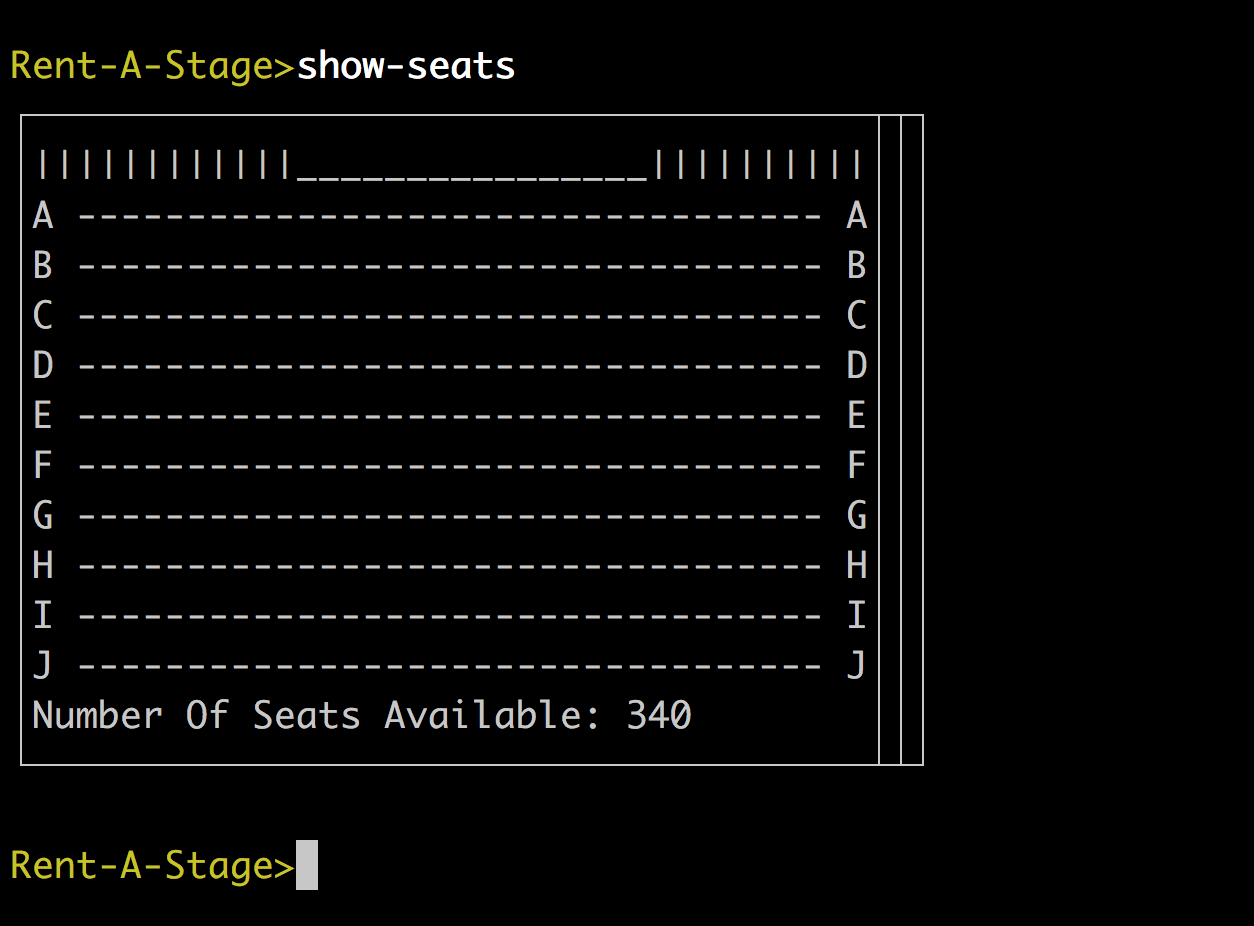 Rent-A-Stage>show-seats
||||||||||||________________||||||||||
A ---------------------------------- A
B ---------------------------------- B
C ---------------------------------- C
D ---------------------------------- D
E ---------------------------------- E
F ---------------------------------- F
G ---------------------------------- G
H ---------------------------------- H
I ---------------------------------- I
J ---------------------------------- J
Number Of Seats Available: 340
Rent-A-Stage>